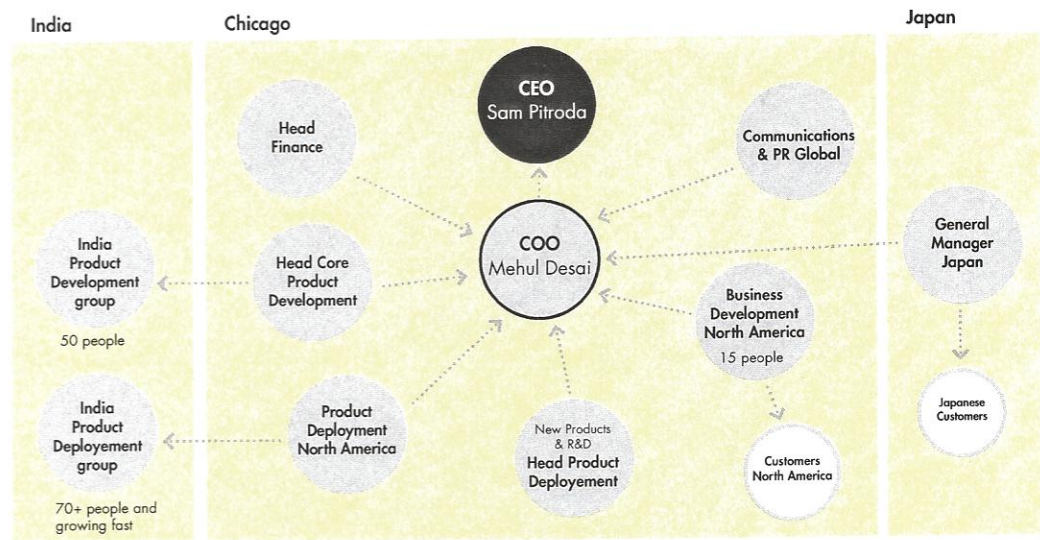 India
Chicago
Japan
CEO
Sam Pitroda
Head
Finance
Communications
& PR Global
COO
Mehul Desai
General
Manager
Japan
India
Product
Development
group
50 people
Head Core
Product
Development
Business
Development
North America
15 people
India
Product
Deployement
group
70+ people and
growing fast
Product
Deployment
North America
New Products
& R&D
Head Product
Deployement
Customers
North America
Japanese
Customers